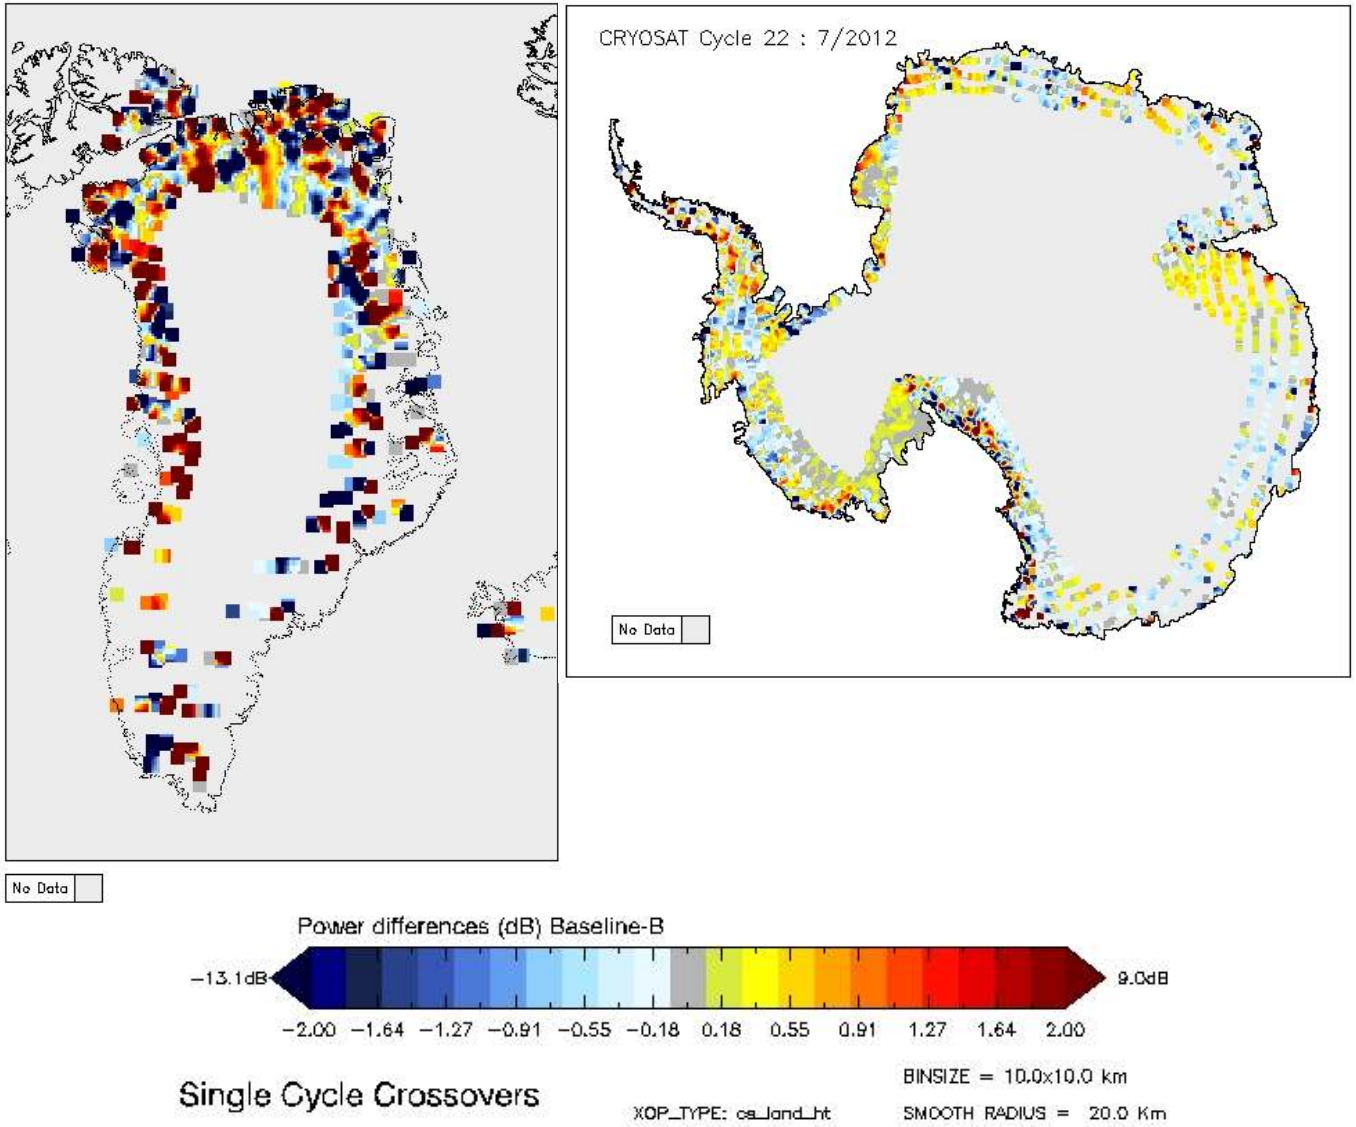 CRYOSAT Cycle 22 : 7/2012
No Data
No Data
Power differences (dB) Baseline-B
-13.1dB
9.0dB
-2.00 -1.64 -1.27 -0.91 -0.55 -0.18 0.18 0.55 0.91 1.27 1.64 2.00
Single Cycle Crossovers
BINSIZE = 10.0x10.0 km
XOP_TYPE: cs_land_ht
SMOOTH RADIUS = 20.0 Km